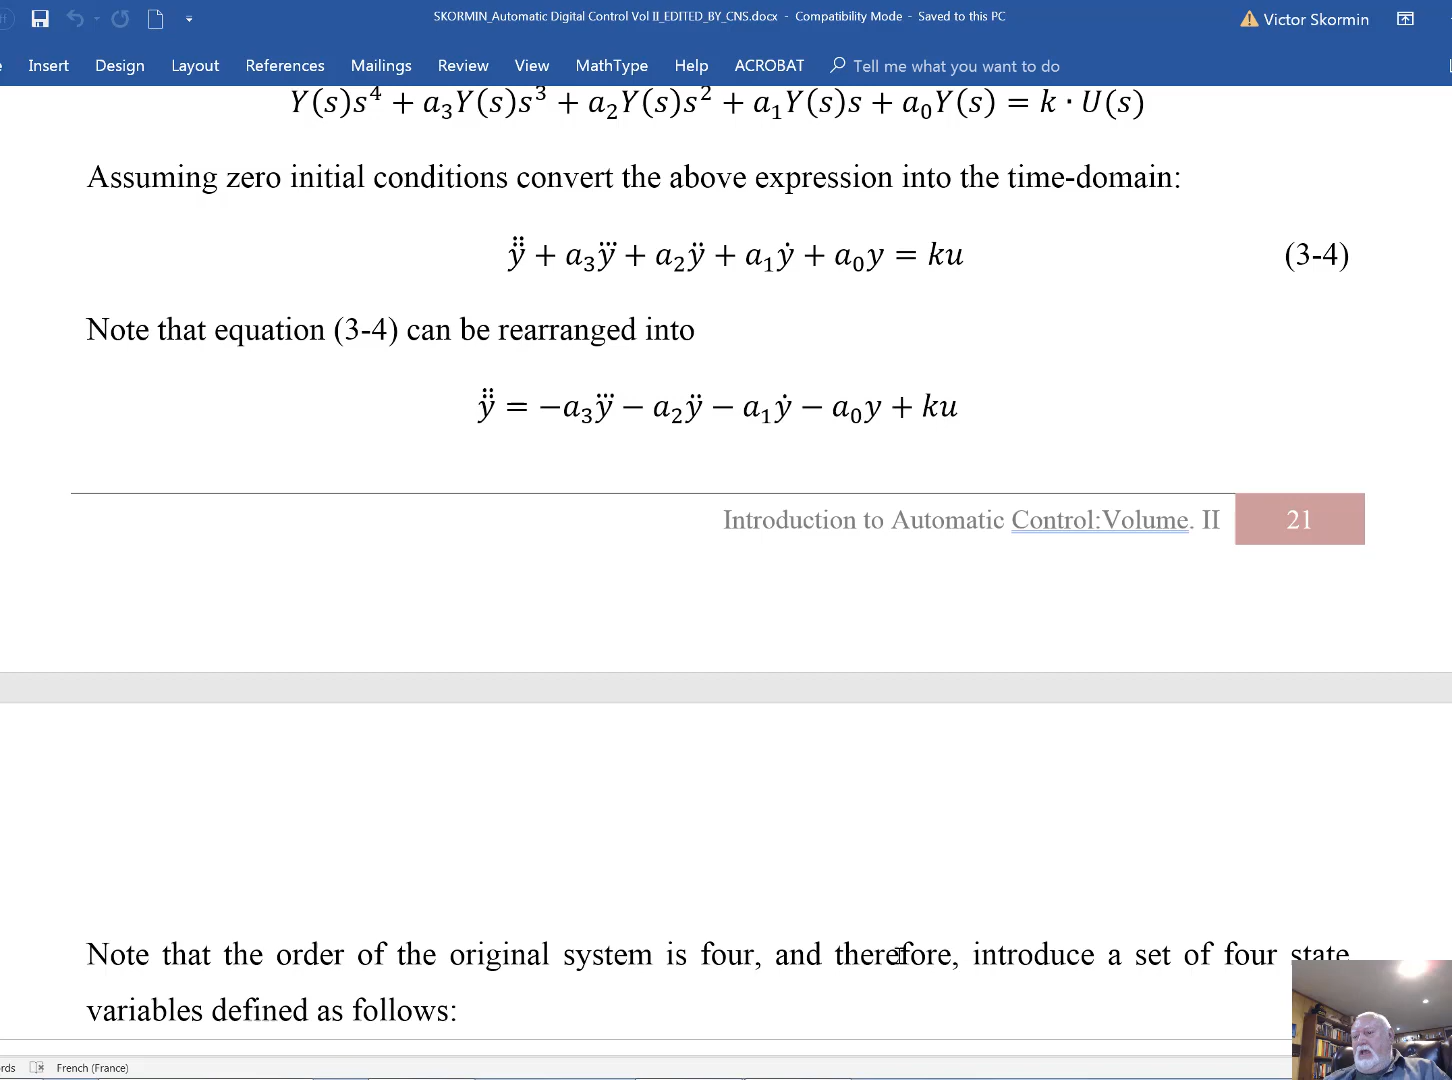 SKORMIN_Automatic Digital Control Vol II_EDITED_BY_CNS.docx - Compatibility Mode - Saved to this PC
Victor Skormin
Insert Design Layout References Mailings Review View MathType Help ACROBAT Tell me what you want to do
Y(s)s⁴ + a₃Y(s)s³ + a₂Y(s)s² + a₁Y(s)s + a₀Y(s) = k · U(s)
Assuming zero initial conditions convert the above expression into the time-domain:
ÿ̈ + a₃y⃛ + a₂ÿ + a₁ẏ + a₀y = ku (3-4)
Note that equation (3-4) can be rearranged into
ÿ̈ = −a₃y⃛ − a₂ÿ − a₁ẏ − a₀y + ku
Introduction to Automatic Control:Volume. II 21
Note that the order of the original system is four, and therefore, introduce a set of four state
variables defined as follows:
French (France)